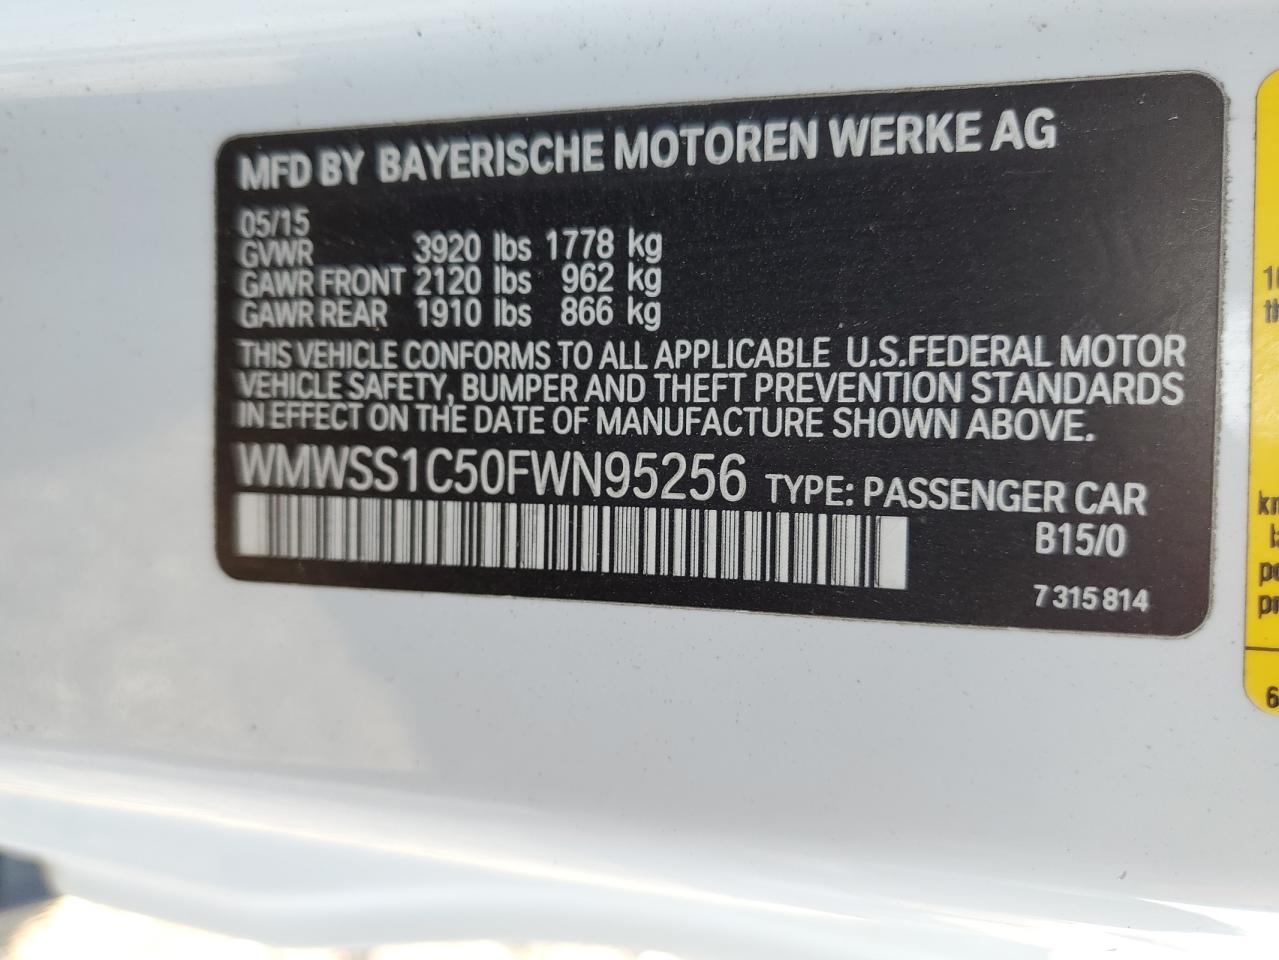 MFD BY BAYERISCHE MOTOREN WERKE AG
05/15
GVWR 3920 lbs 1778 kg
GAWR FRONT 2120 lbs 962 kg
GAWR REAR 1910 lbs 866 kg
THIS VEHICLE CONFORMS TO ALL APPLICABLE U.S.FEDERAL MOTOR
VEHICLE SAFETY, BUMPER AND THEFT PREVENTION STANDARDS
IN EFFECT ON THE DATE OF MANUFACTURE SHOWN ABOVE.
WMWSS1C50FWN95256 TYPE: PASSENGER CAR
B15/0
7 315 814